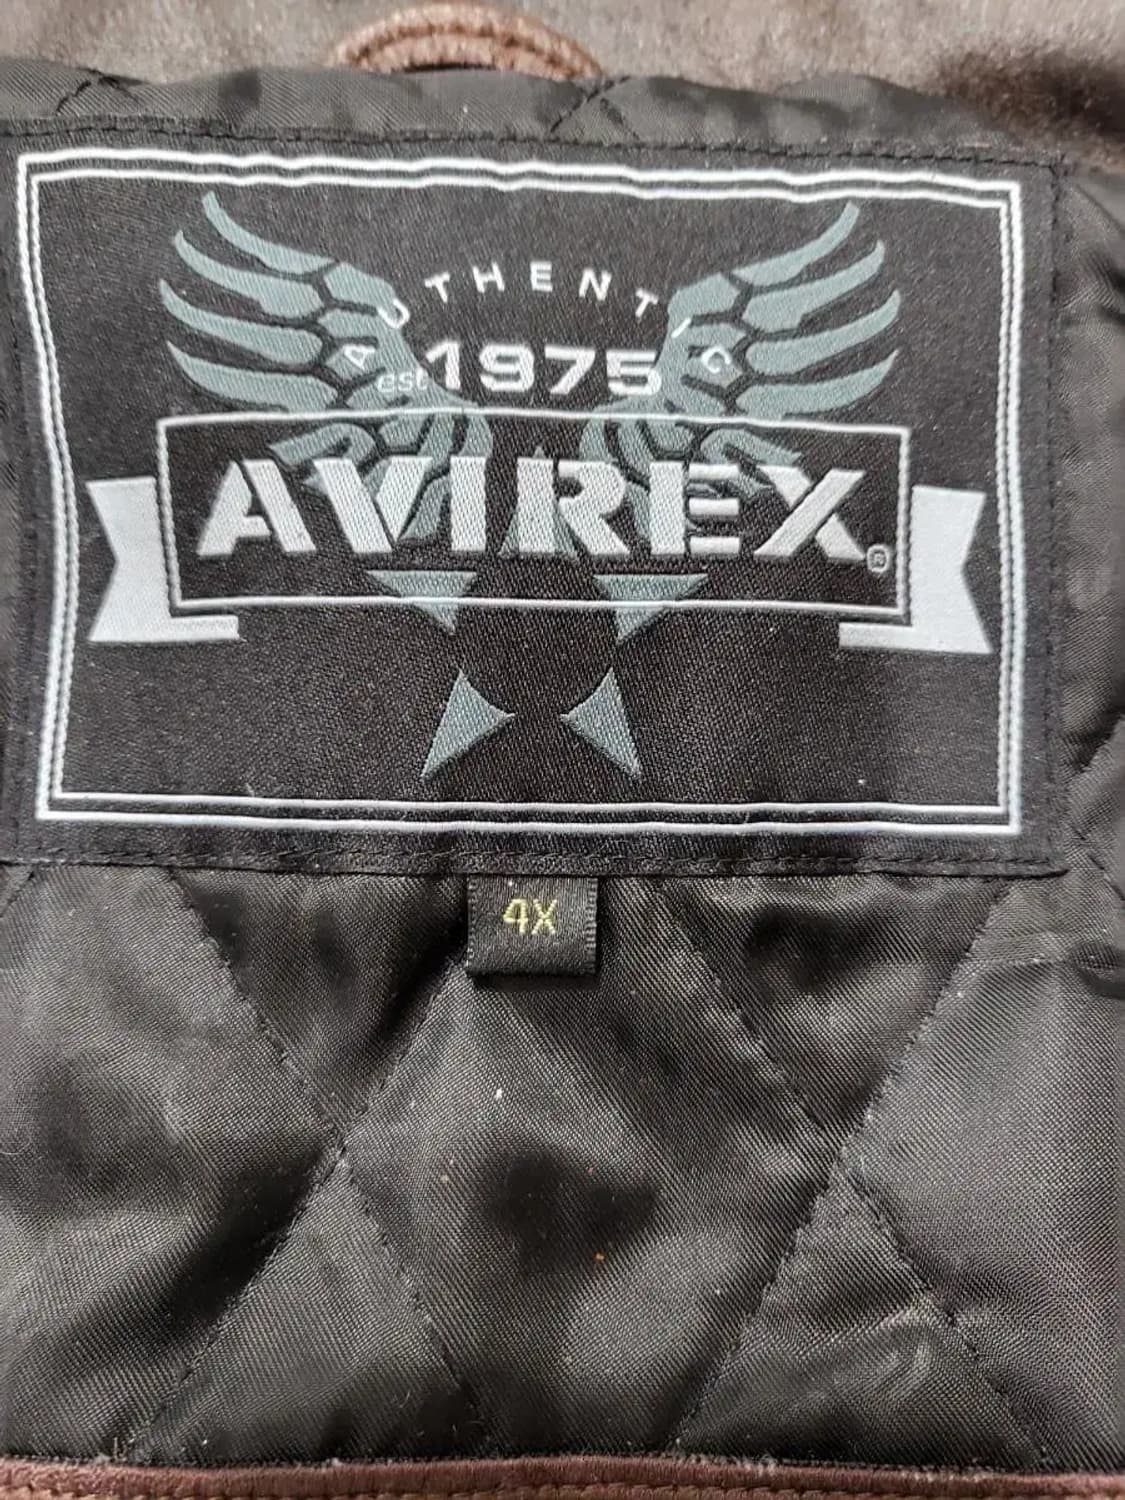 AUTHENTIC
est 1975
AVIREX®
4X